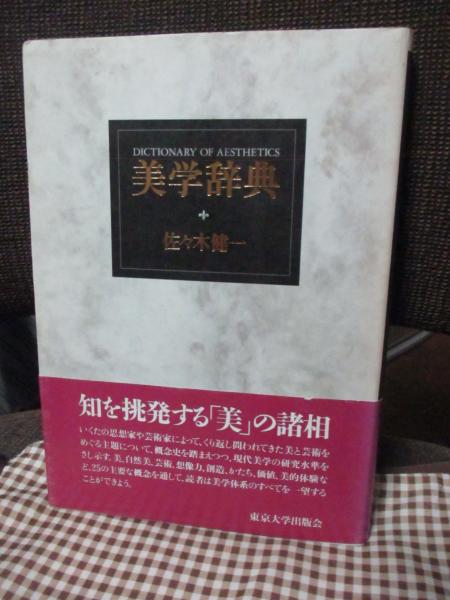 DICTIONARY OF AESTHETICS
美学辞典
佐々木健一
知を挑発する「美」の諸相
いくたの思想家や芸術家によって、くり返し問われてきた美と芸術を
めぐる主題について、概念史を踏まえつつ、現代美学の研究水準を
さし示す。美、自然美、芸術、想像力、創造、かたち、価値、美的体験な
ど、25の主要な概念を通して、読者は美学体系のすべてを一望する
ことができよう。
東京大学出版会